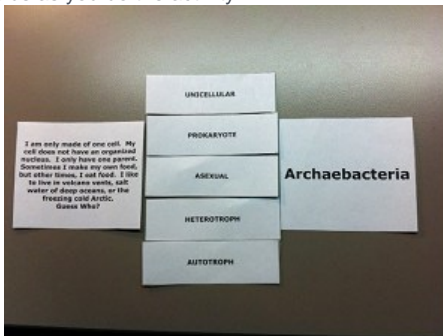 I am only made of one cell. My
cell does not have an organized
nucleus. I only have one parent.
Sometimes I make my own food,
but other times, I eat food. I like
to live in volcano vents, salt
water of deep oceans, or the
freezing cold Arctic.
Guess Who?
UNICELLULAR
PROKARYOTE
ASEXUAL
HETEROTROPH
AUTOTROPH
Archaebacteria